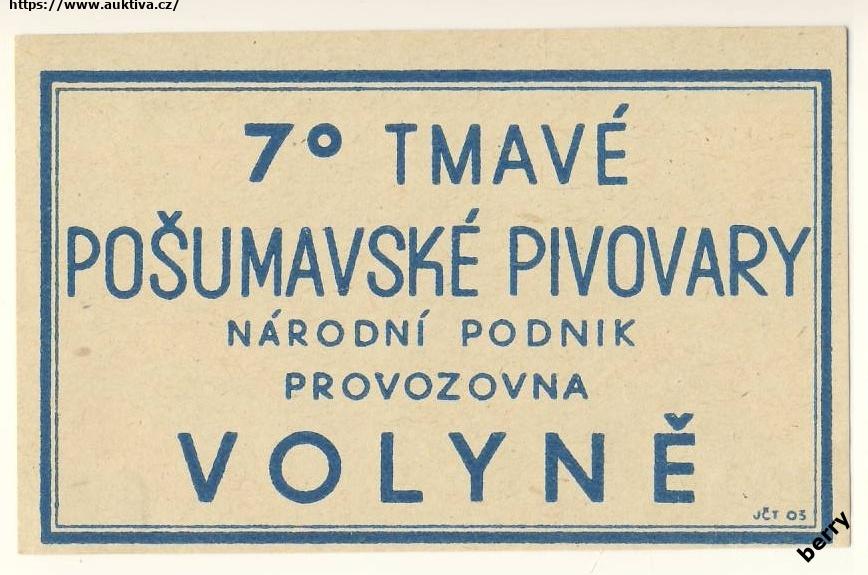 https://www.auktiva.cz/
7° TMAVÉ
POŠUMAVSKÉ PIVOVARY
NÁRODNÍ PODNIK
PROVOZOVNA
VOLYNĚ
JČT 03
berry